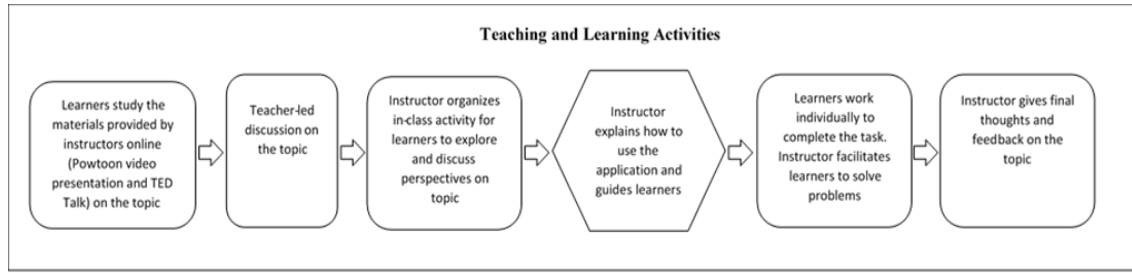 Teaching and Learning Activities
Learners study the
materials provided by
instructors online
(Powtoon video
presentation and TED
Talk) on the topic
Teacher-led
discussion on
the topic
Instructor organizes
in-class activity for
learners to explore
and discuss
perspectives on
topic
Instructor
explains how to
use the
application and
guides learners
Learners work
individually to
complete the task.
Instructor facilitates
learners to solve
problems
Instructor gives final
thoughts and
feedback on the
topic